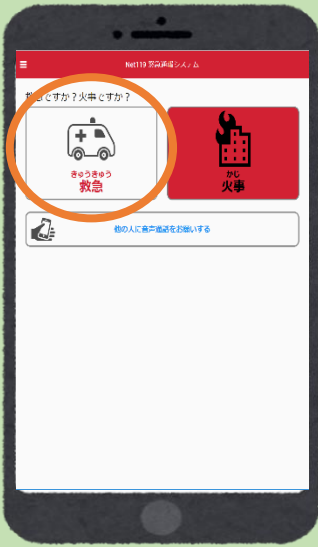 Net119 緊急通報システム
救急ですか？火事ですか？
きゅうきゅう
救急
かじ
火事
他の人に音声通話をお願いする